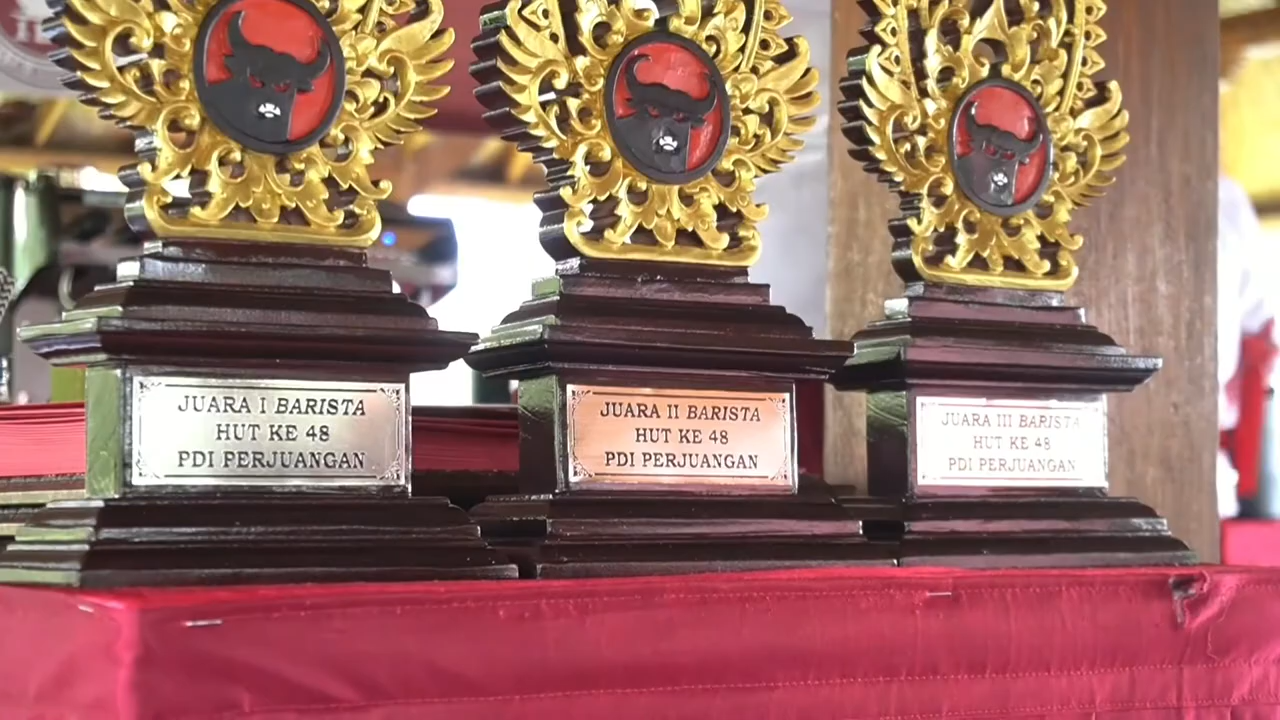 JUARA I BARISTA
HUT KE 48
PDI PERJUANGAN
JUARA II BARISTA
HUT KE 48
PDI PERJUANGAN
JUARA III BARISTA
HUT KE 48
PDI PERJUANGAN